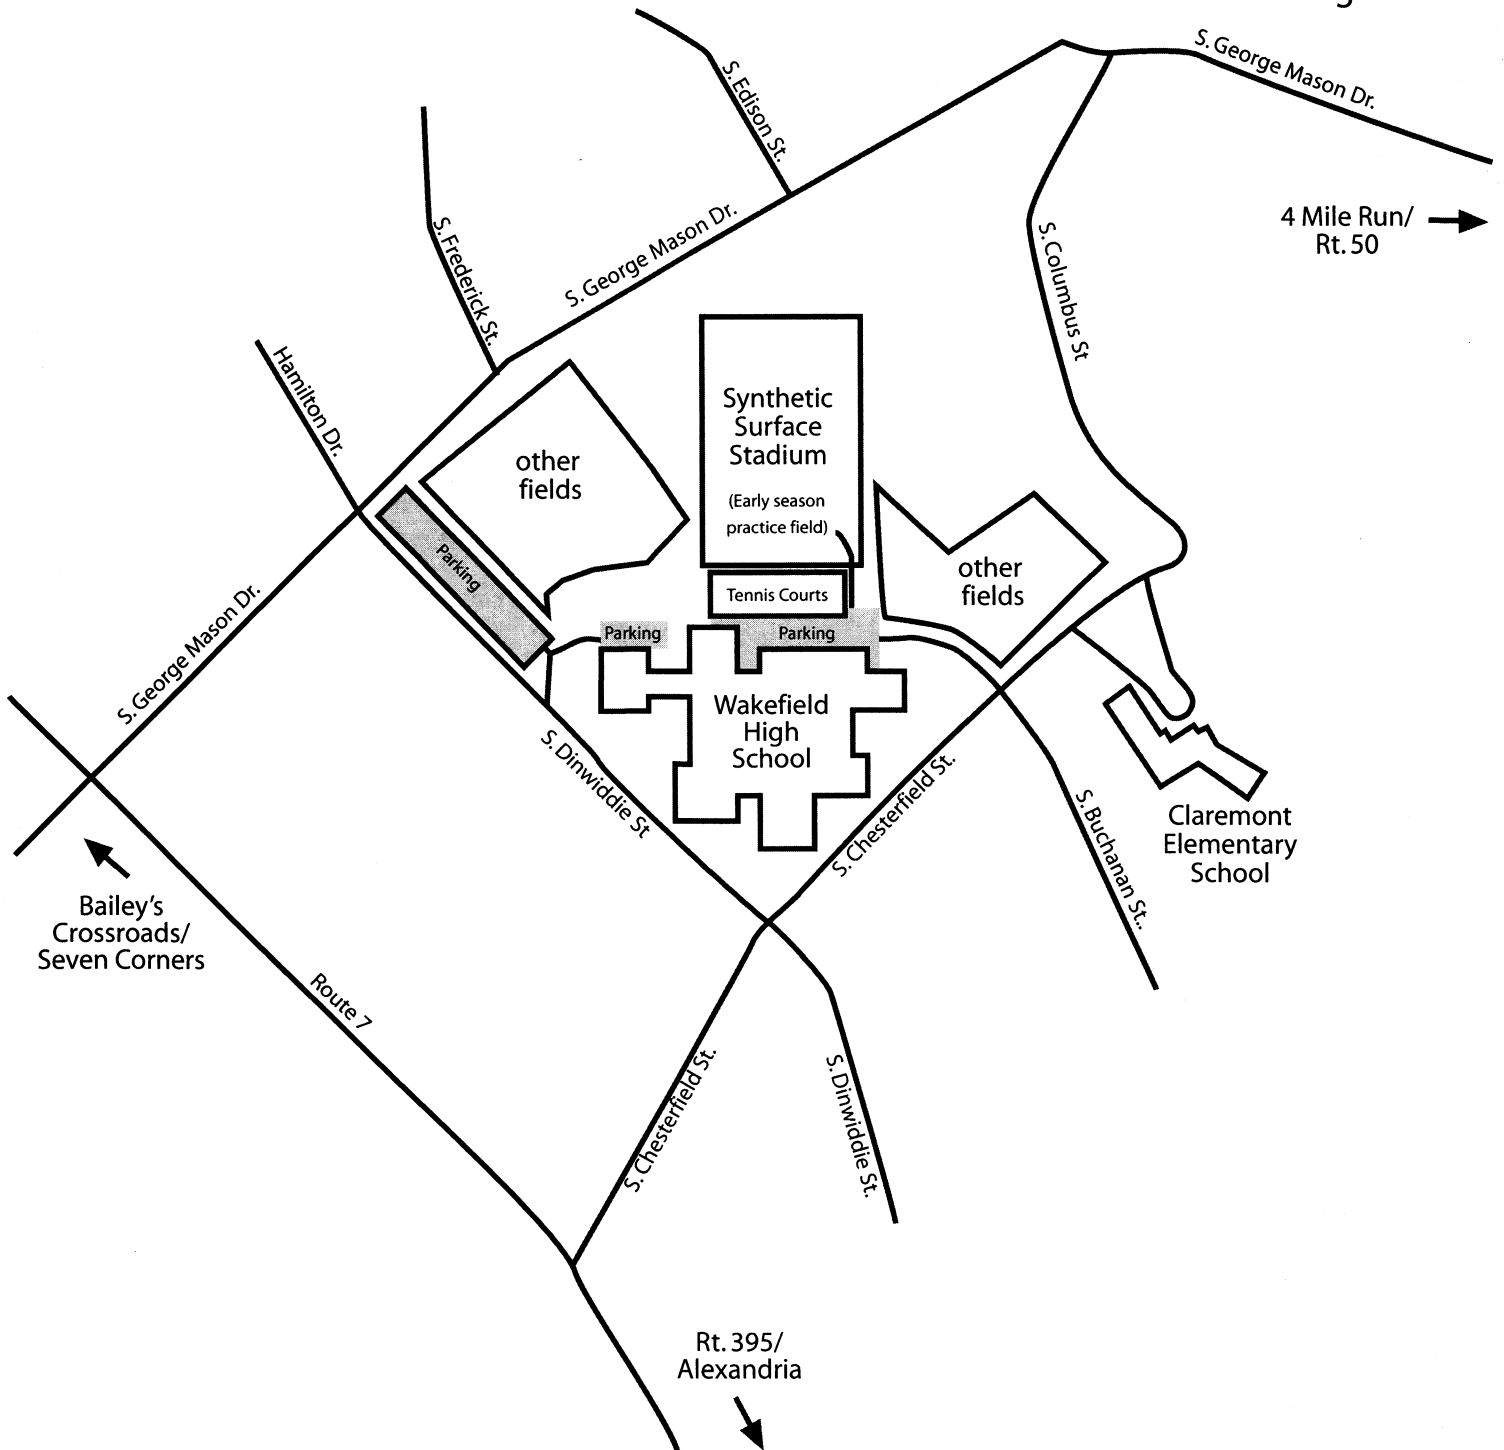 S. George Mason Dr.
S. Edison St.
4 Mile Run/
Rt. 50
S. George Mason Dr.
S. Frederick St.
S. Columbus St
Hamilton Dr.
Synthetic
Surface
Stadium
(Early season
practice field)
other
fields
Parking
other
fields
Tennis Courts
Parking
Parking
S. George Mason Dr.
Wakefield
High
School
S. Dinwiddie St
S. Chesterfield St.
S. Buchanan St..
Claremont
Elementary
School
Bailey's
Crossroads/
Seven Corners
Route 7
S. Chesterfield St.
S. Dinwiddie St.
Rt. 395/
Alexandria